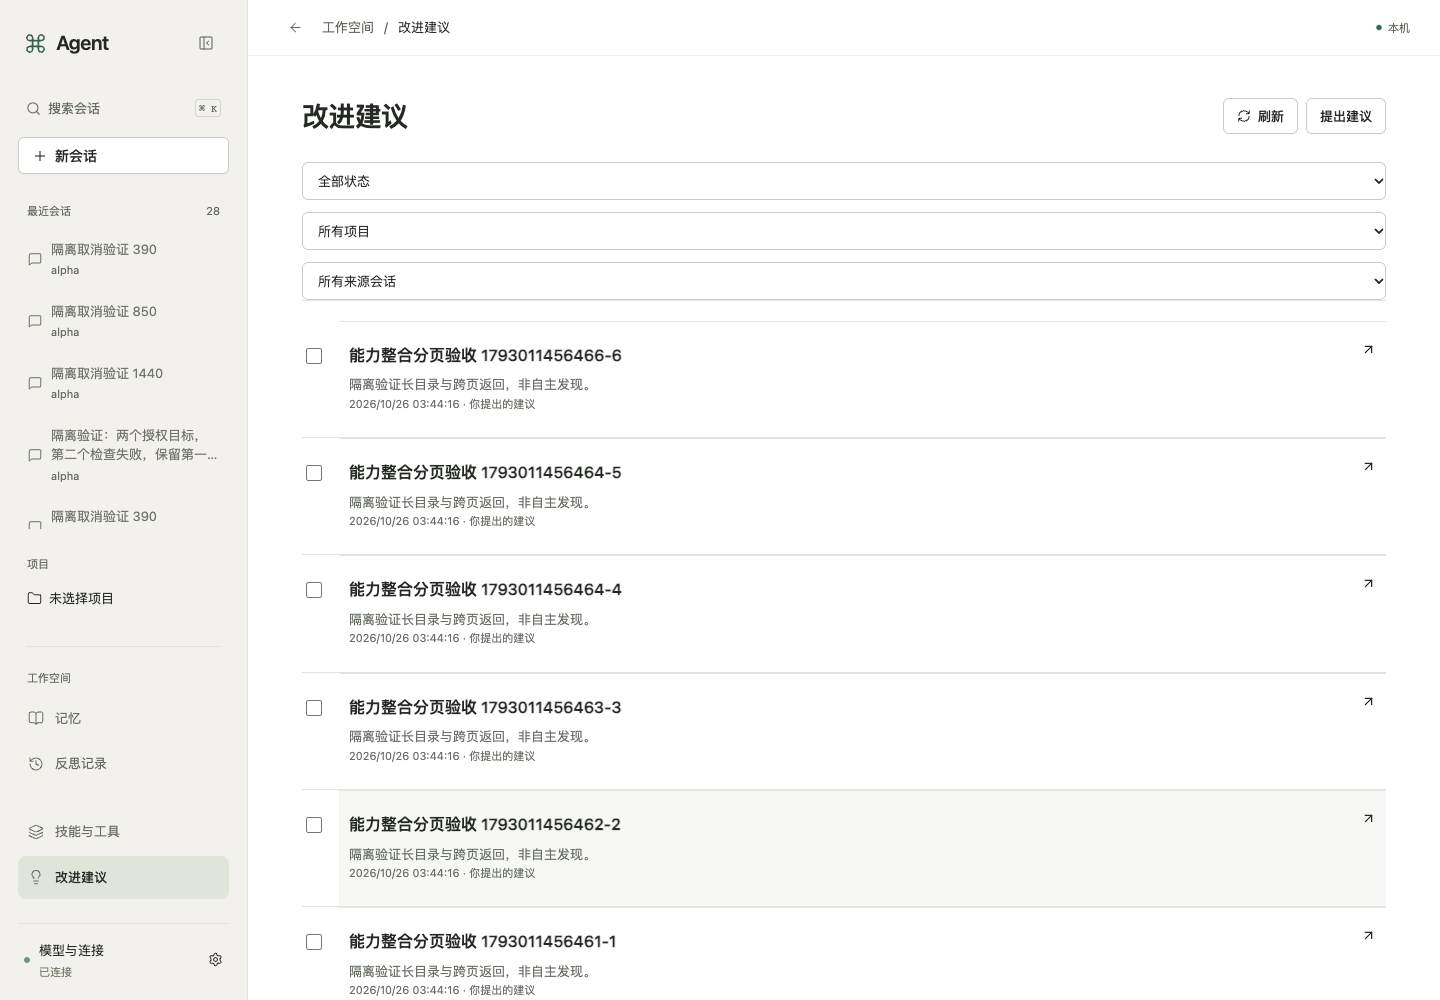 Agent
搜索会话
⌘ K
新会话
最近会话 28
隔离取消验证 390
alpha
隔离取消验证 850
alpha
隔离取消验证 1440
alpha
隔离验证：两个授权目标，
第二个检查失败，保留第一...
alpha
隔离取消验证 390
项目
未选择项目
工作空间
记忆
反思记录
技能与工具
改进建议
模型与连接
已连接
工作空间 / 改进建议
本机
改进建议
刷新
提出建议
全部状态
所有项目
所有来源会话
能力整合分页验收 1793011456466-6
隔离验证长目录与跨页返回，非自主发现。
2026/10/26 03:44:16 · 你提出的建议
能力整合分页验收 1793011456464-5
隔离验证长目录与跨页返回，非自主发现。
2026/10/26 03:44:16 · 你提出的建议
能力整合分页验收 1793011456464-4
隔离验证长目录与跨页返回，非自主发现。
2026/10/26 03:44:16 · 你提出的建议
能力整合分页验收 1793011456463-3
隔离验证长目录与跨页返回，非自主发现。
2026/10/26 03:44:16 · 你提出的建议
能力整合分页验收 1793011456462-2
隔离验证长目录与跨页返回，非自主发现。
2026/10/26 03:44:16 · 你提出的建议
能力整合分页验收 1793011456461-1
隔离验证长目录与跨页返回，非自主发现。
2026/10/26 03:44:16 · 你提出的建议